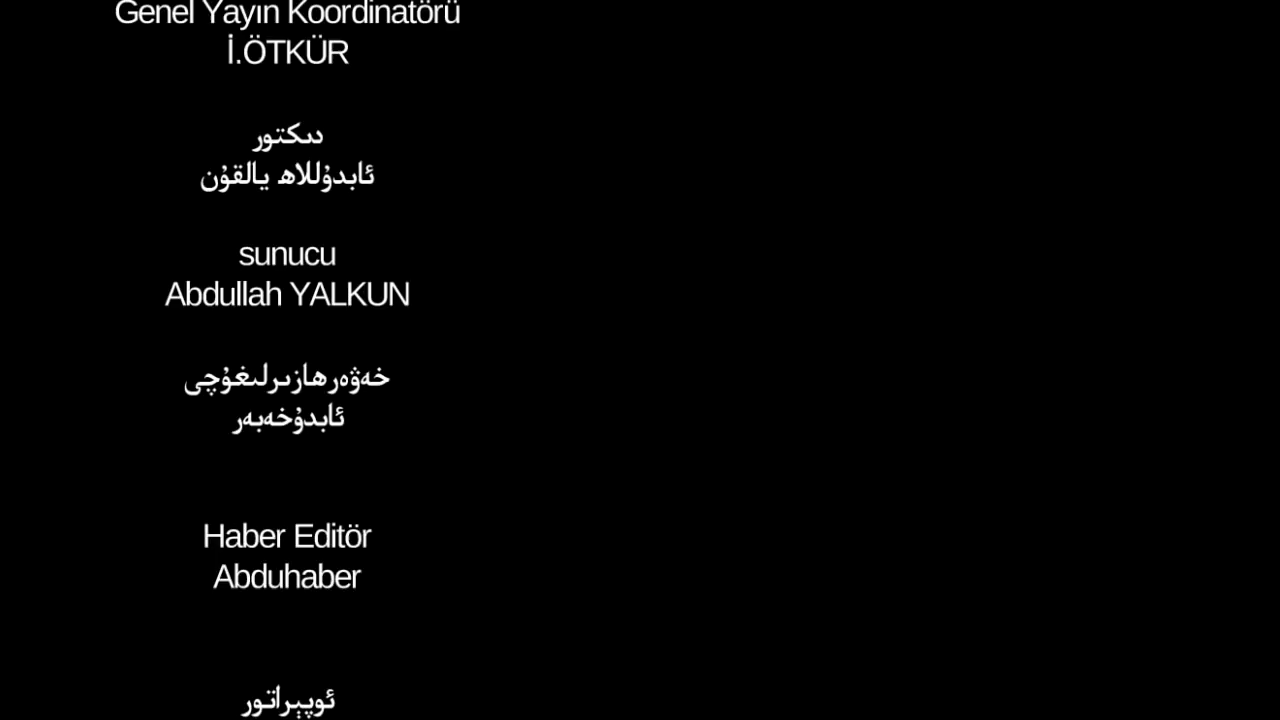 Genel Yayın Koordinatörü
İ.ÖTKÜR
دىكتور
ئابدۇللاھ يالقۇن
sunucu
Abdullah YALKUN
خەۋەرھازىرلىغۇچى
ئابدۇخەبەر
Haber Editör
Abduhaber
ئوپېراتور